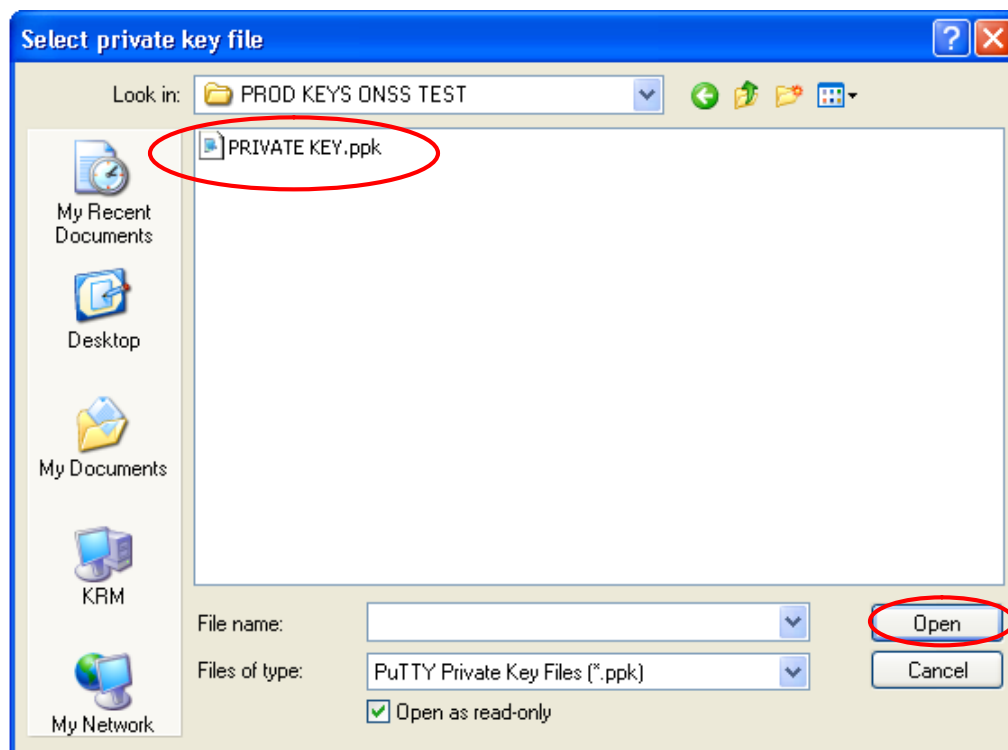 Select private key file
Look in: PROD KEYS ONSS TEST
PRIVATE KEY.ppk
My Recent
Documents
Desktop
My Documents
KRM
My Network
File name:
Open
Files of type: PuTTY Private Key Files (*.ppk)
Cancel
Open as read-only